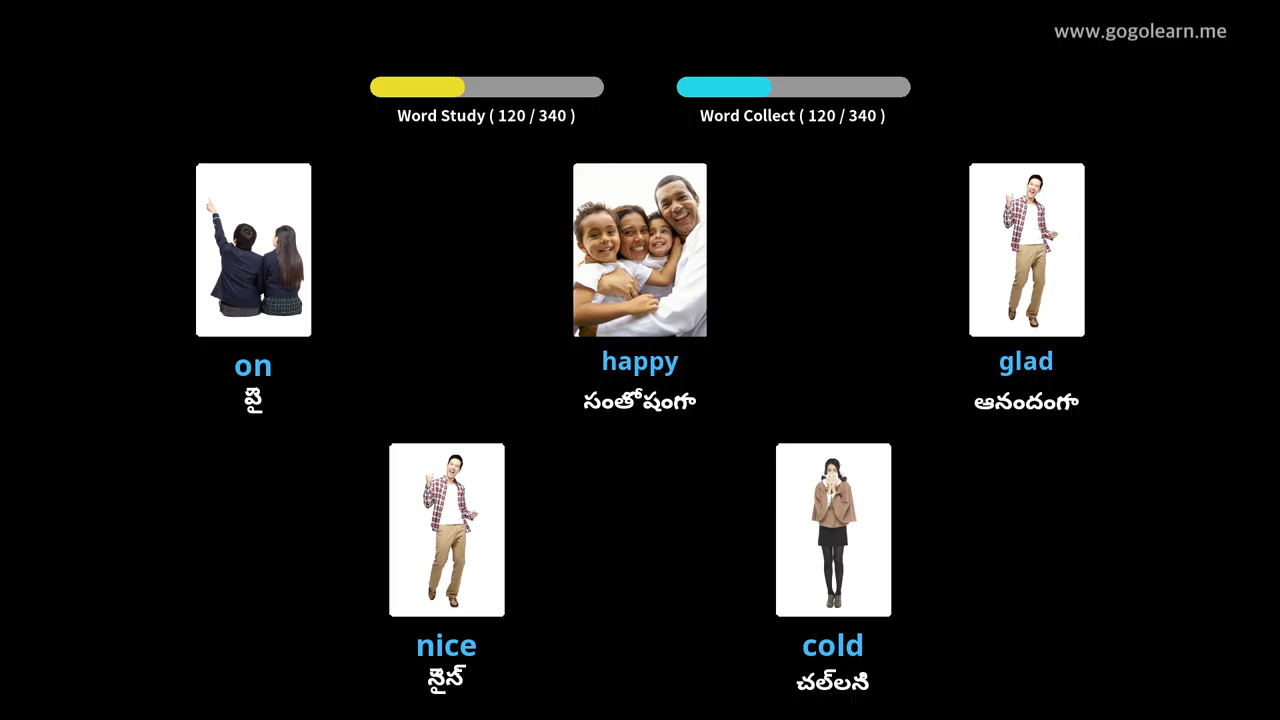 www.gogolearn.me
Word Study ( 120 / 340 )
Word Collect ( 120 / 340 )
on
పై
happy
సంతోషంగా
glad
ఆనందంగా
nice
నైస్
cold
చల్లని